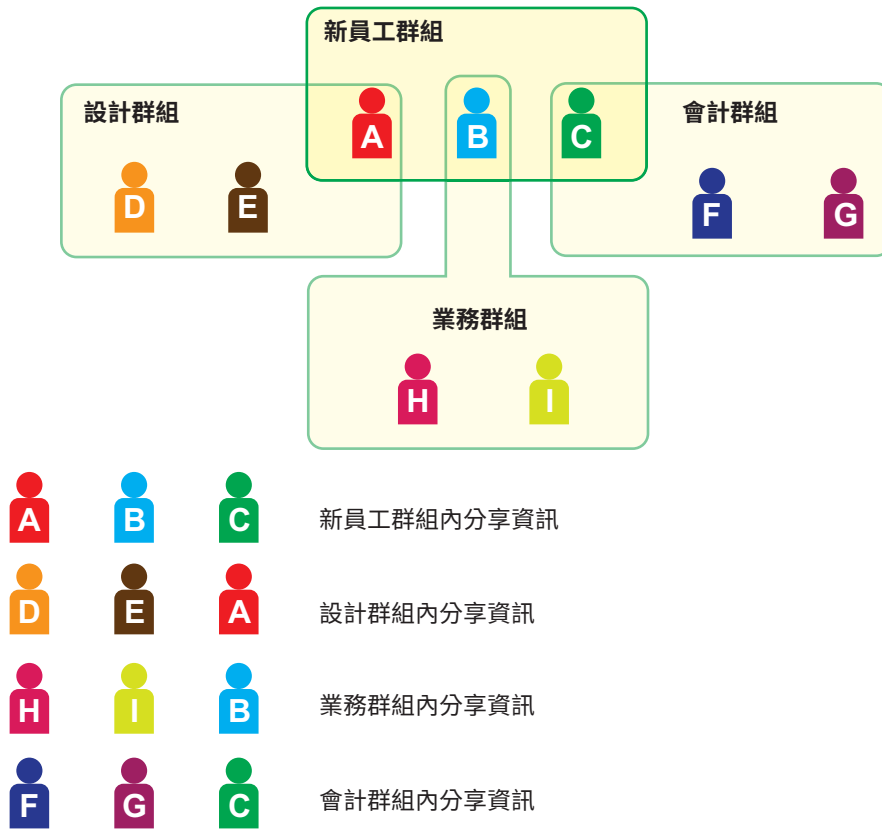 新員工群組
設計群組
會計群組
A
B
C
D
E
F
G
業務群組
H
I
A B C 新員工群組內分享資訊
D E A 設計群組內分享資訊
H I B 業務群組內分享資訊
F G C 會計群組內分享資訊